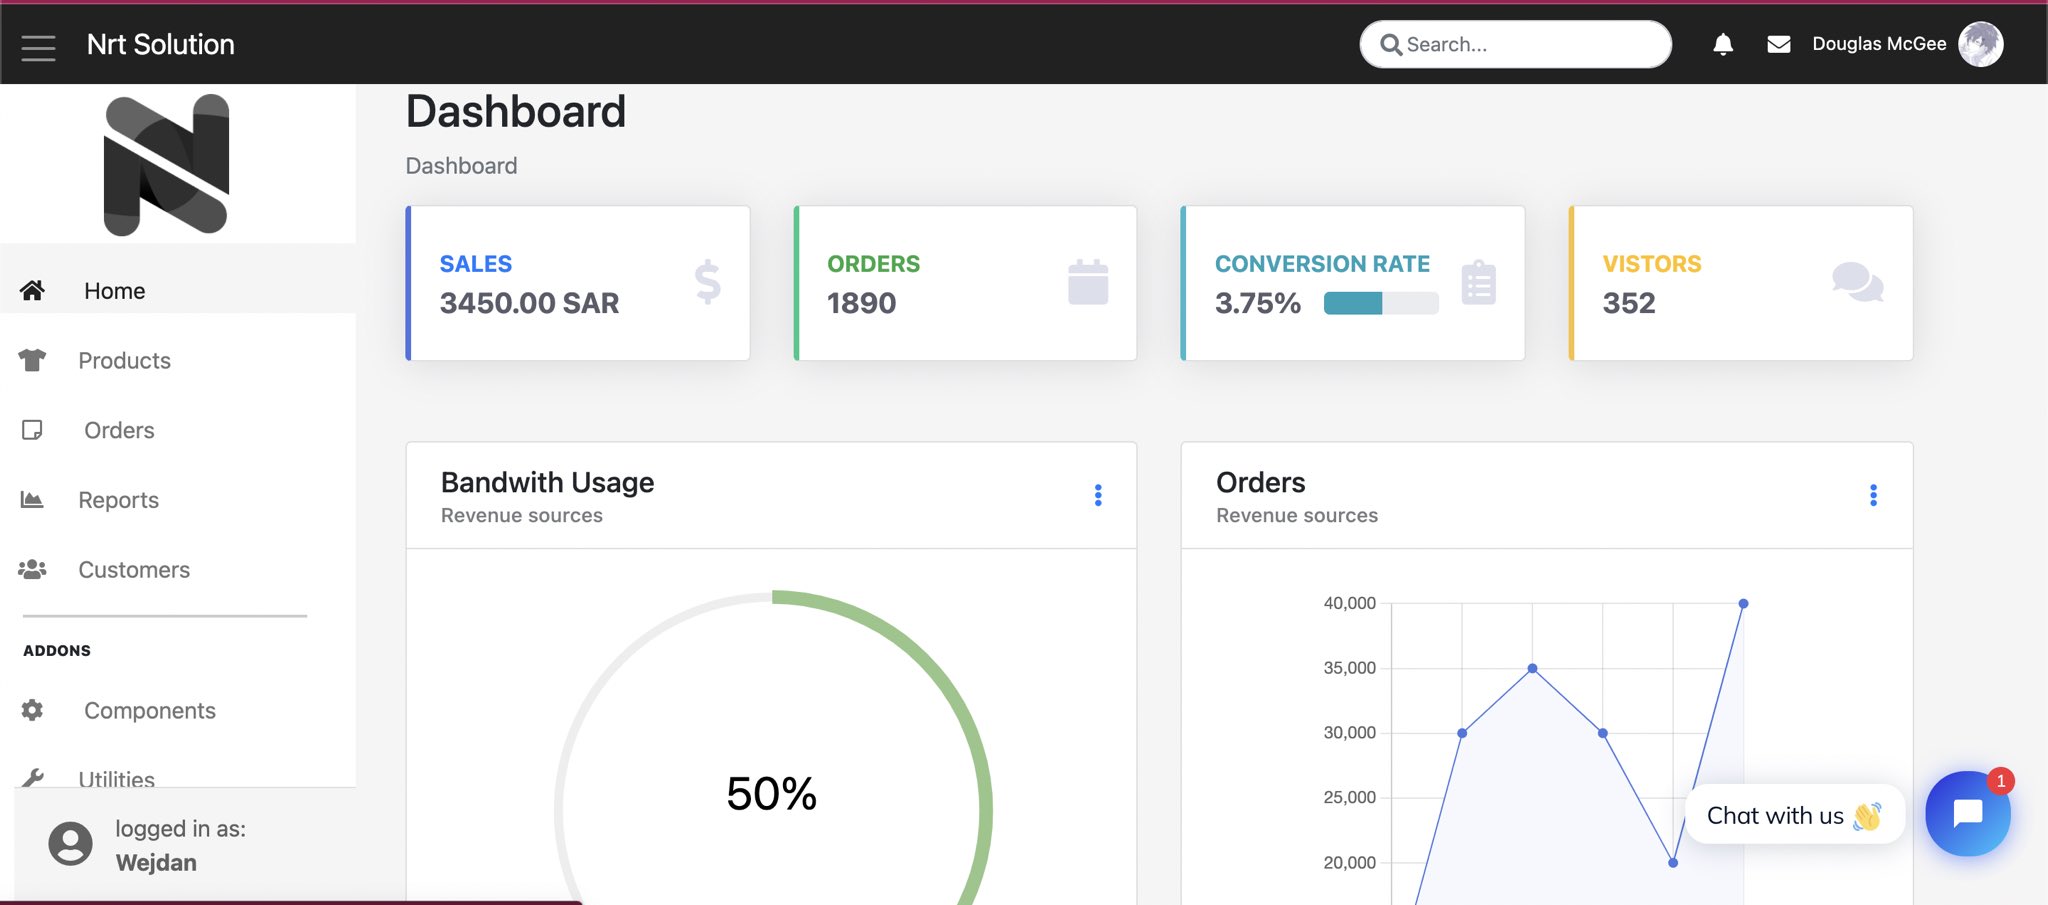 Nrt Solution
Search...
Douglas McGee
Home
Products
Orders
Reports
Customers
ADDONS
Components
Utilities
logged in as:
Wejdan
Dashboard
Dashboard
SALES
3450.00 SAR
ORDERS
1890
CONVERSION RATE
3.75%
VISTORS
352
Bandwith Usage
Revenue sources
50%
Orders
Revenue sources
40,000
35,000
30,000
25,000
20,000
Chat with us 👋
1